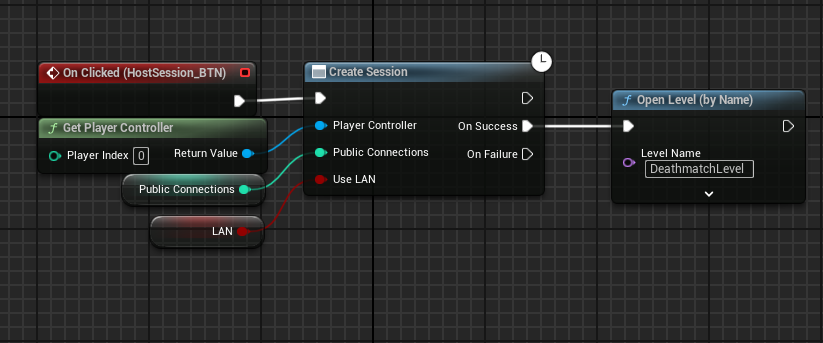 On Clicked (HostSession_BTN)
f Get Player Controller
Player Index 0
Return Value
Public Connections
LAN
Create Session
Player Controller
On Success
Public Connections
On Failure
Use LAN
f Open Level (by Name)
Level Name
DeathmatchLevel